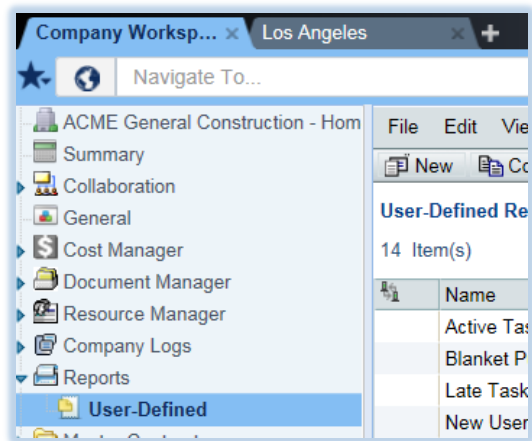 Company Worksp... × Los Angeles × +
Navigate To...
ACME General Construction - Hom
Summary
Collaboration
General
Cost Manager
Document Manager
Resource Manager
Company Logs
Reports
User-Defined
File Edit Vie
New Co
User-Defined Re
14 Item(s)
Name
Active Tas
Blanket P
Late Task
New User